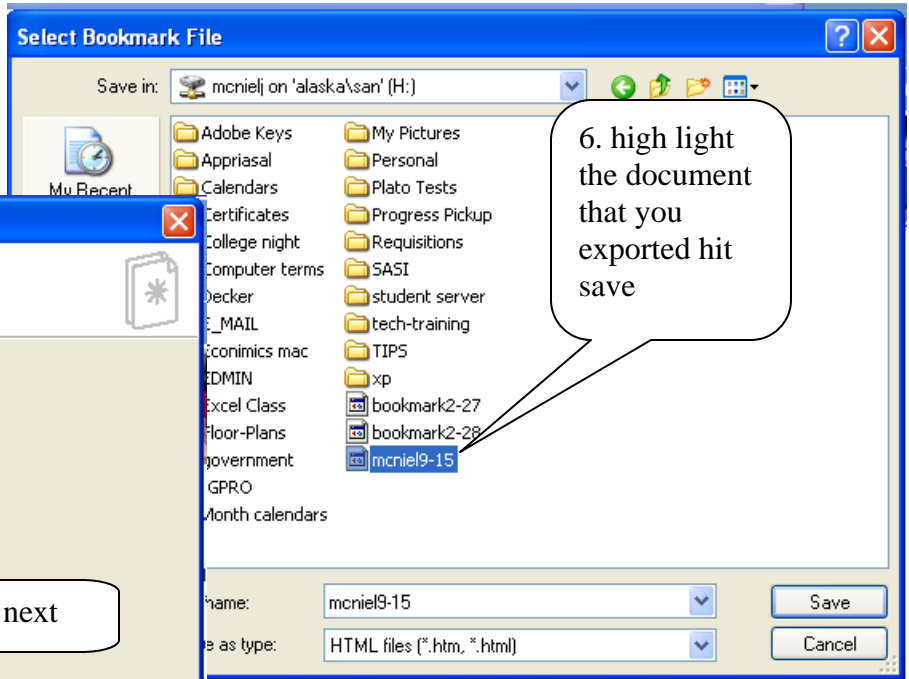 Select Bookmark File
Save in: mcnielj on 'alaska\san' (H:)
My Recent
Adobe Keys
Appriasal
Calendars
Certificates
College night
Computer terms
Decker
E_MAIL
Econimics mac
EDMIN
Excel Class
Floor-Plans
government
GPRO
Month calendars
My Pictures
Personal
Plato Tests
Progress Pickup
Requisitions
SASI
student server
tech-training
TIPS
xp
bookmark2-27
bookmark2-28
mcniel9-15
6. high light
the document
that you
exported hit
save
next
name: mcniel9-15
Save
e as type: HTML files (*.htm, *.html)
Cancel